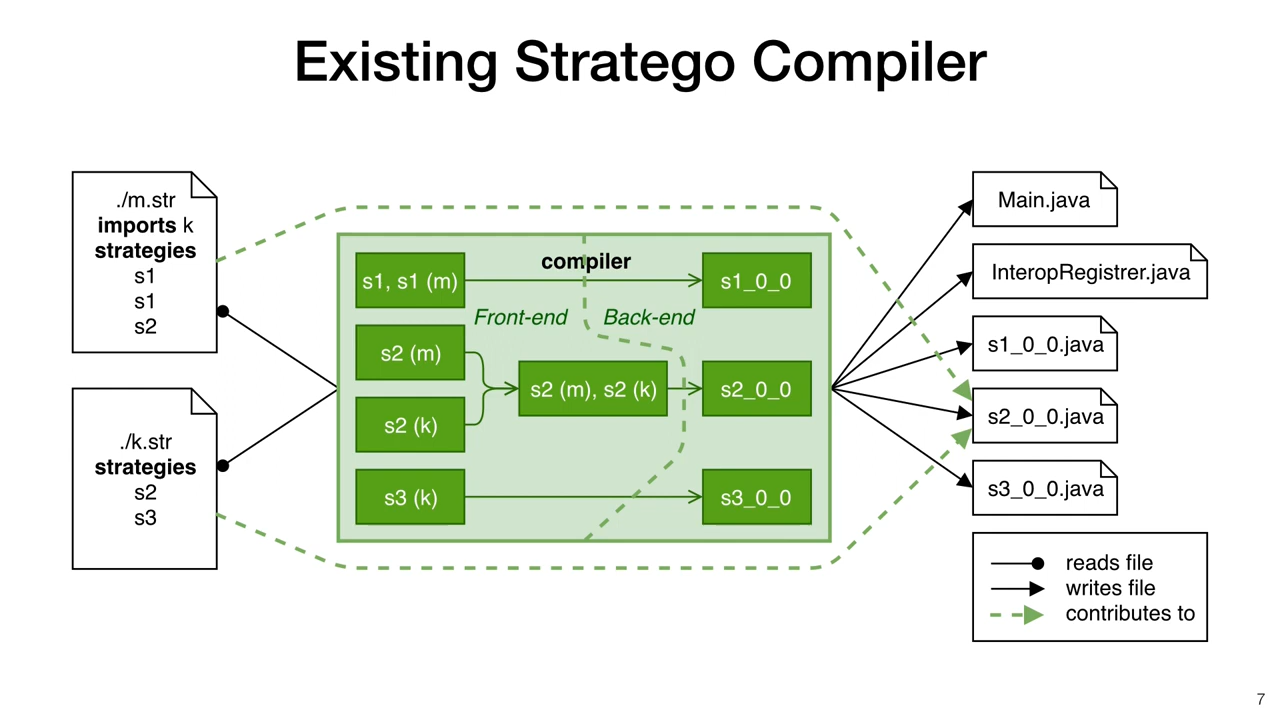 Existing Stratego Compiler
./m.str
imports k
strategies
s1
s1
s2
./k.str
strategies
s2
s3
compiler
Front-end
Back-end
s1, s1 (m)
s1_0_0
s2 (m)
s2 (k)
s2 (m), s2 (k)
s2_0_0
s3 (k)
s3_0_0
Main.java
InteropRegistrer.java
s1_0_0.java
s2_0_0.java
s3_0_0.java
reads file
writes file
contributes to
7